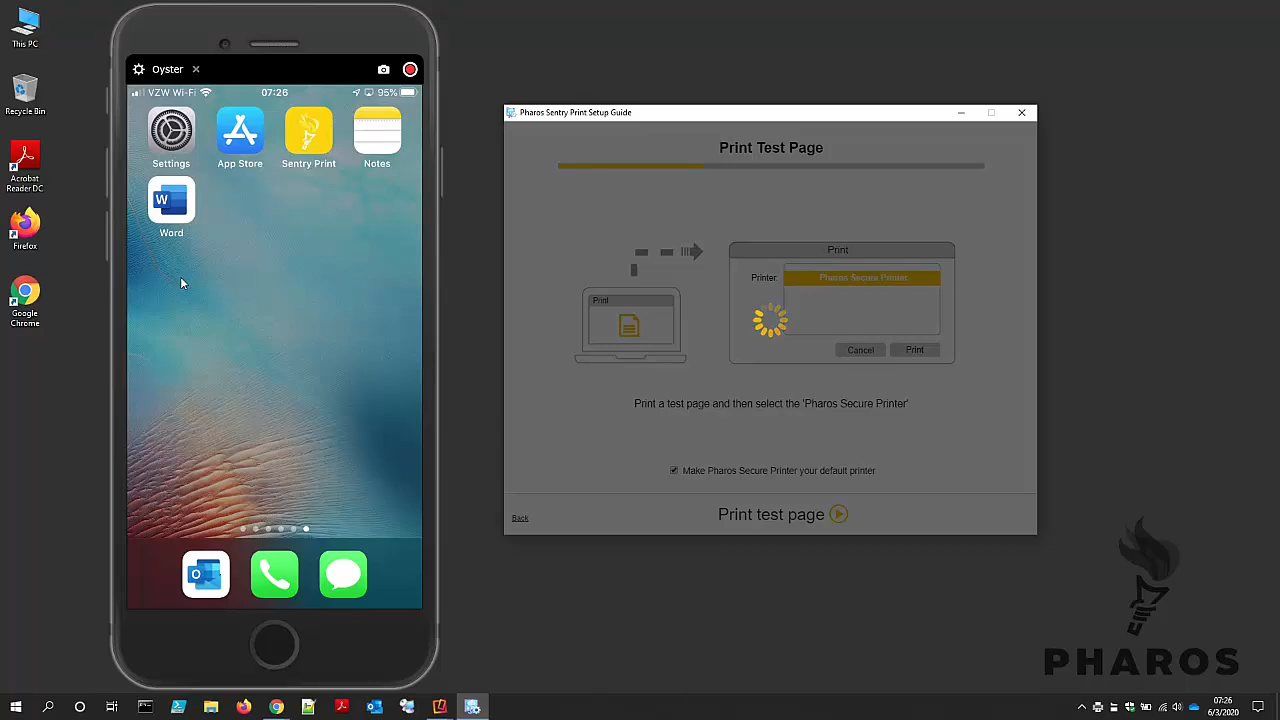 This PC
Recycle Bin
Acrobat
Reader DC
Firefox
Google
Chrome
Oyster
VZW Wi-Fi
07:26
95%
Settings
App Store
Sentry Print
Notes
W
Word
O
Pharos Sentry Print Setup Guide
Print Test Page
Print
Print
Printer:
Pharos Secure Printer
Cancel
Print
Print a test page and then select the 'Pharos Secure Printer'
Make Pharos Secure Printer your default printer
Back
Print test page
PHAROS
07:26
6/3/2020